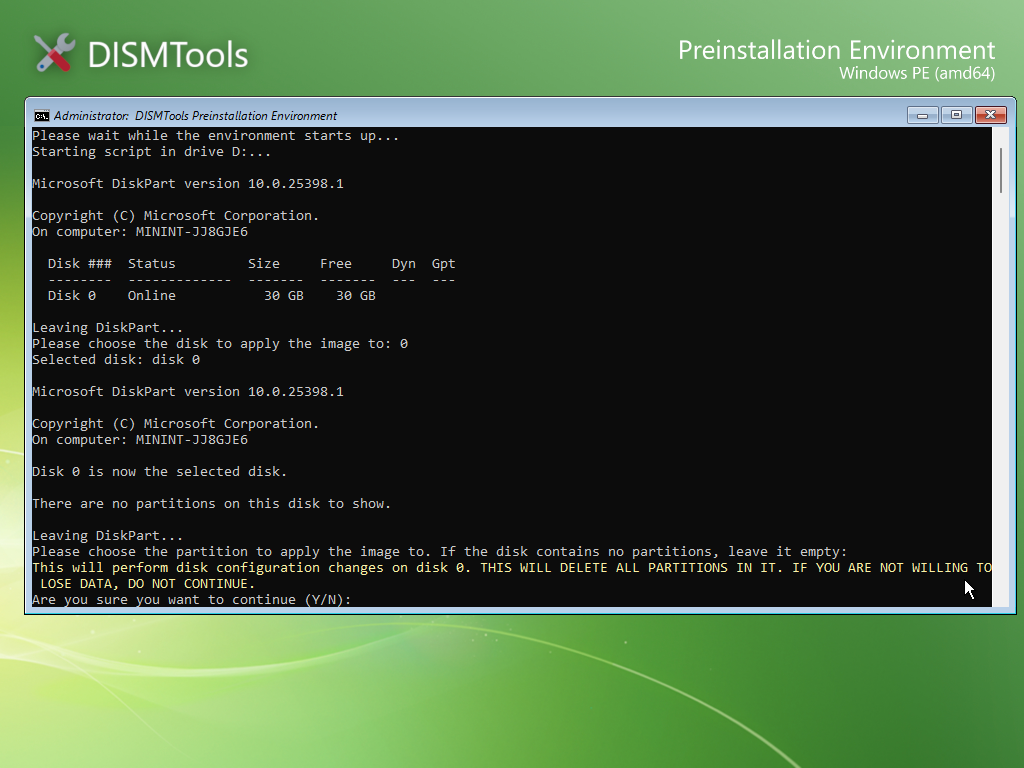 DISMTools
Preinstallation Environment
Windows PE (amd64)
Administrator: DISMTools Preinstallation Environment
Please wait while the environment starts up...
Starting script in drive D:...
Microsoft DiskPart version 10.0.25398.1
Copyright (C) Microsoft Corporation.
On computer: MININT-JJ8GJE6
Disk ###  Status         Size     Free     Dyn  Gpt
--------  -------------  -------  -------  ---  ---
Disk 0    Online           30 GB    30 GB
Leaving DiskPart...
Please choose the disk to apply the image to: 0
Selected disk: disk 0
Microsoft DiskPart version 10.0.25398.1
Copyright (C) Microsoft Corporation.
On computer: MININT-JJ8GJE6
Disk 0 is now the selected disk.
There are no partitions on this disk to show.
Leaving DiskPart...
Please choose the partition to apply the image to. If the disk contains no partitions, leave it empty:
This will perform disk configuration changes on disk 0. THIS WILL DELETE ALL PARTITIONS IN IT. IF YOU ARE NOT WILLING TO
LOSE DATA, DO NOT CONTINUE.
Are you sure you want to continue (Y/N):